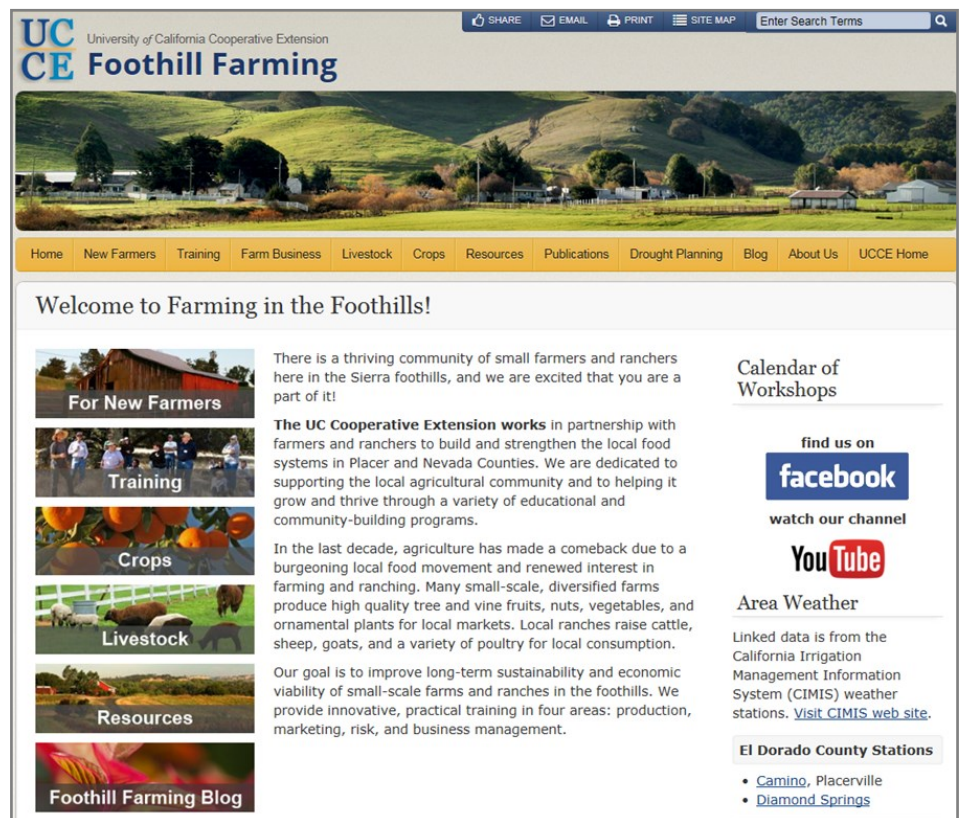 SHARE EMAIL PRINT SITE MAP Enter Search Terms
UC
CE
University of California Cooperative Extension
Foothill Farming
Home New Farmers Training Farm Business Livestock Crops Resources Publications Drought Planning Blog About Us UCCE Home
Welcome to Farming in the Foothills!
For New Farmers
Training
Crops
Livestock
Resources
Foothill Farming Blog
There is a thriving community of small farmers and ranchers
here in the Sierra foothills, and we are excited that you are a
part of it!
The UC Cooperative Extension works in partnership with
farmers and ranchers to build and strengthen the local food
systems in Placer and Nevada Counties. We are dedicated to
supporting the local agricultural community and to helping it
grow and thrive through a variety of educational and
community-building programs.
In the last decade, agriculture has made a comeback due to a
burgeoning local food movement and renewed interest in
farming and ranching. Many small-scale, diversified farms
produce high quality tree and vine fruits, nuts, vegetables, and
ornamental plants for local markets. Local ranches raise cattle,
sheep, goats, and a variety of poultry for local consumption.
Our goal is to improve long-term sustainability and economic
viability of small-scale farms and ranches in the foothills. We
provide innovative, practical training in four areas: production,
marketing, risk, and business management.
Calendar of
Workshops
find us on
facebook
watch our channel
YouTube
Area Weather
Linked data is from the
California Irrigation
Management Information
System (CIMIS) weather
stations. Visit CIMIS web site.
El Dorado County Stations
• Camino, Placerville
• Diamond Springs